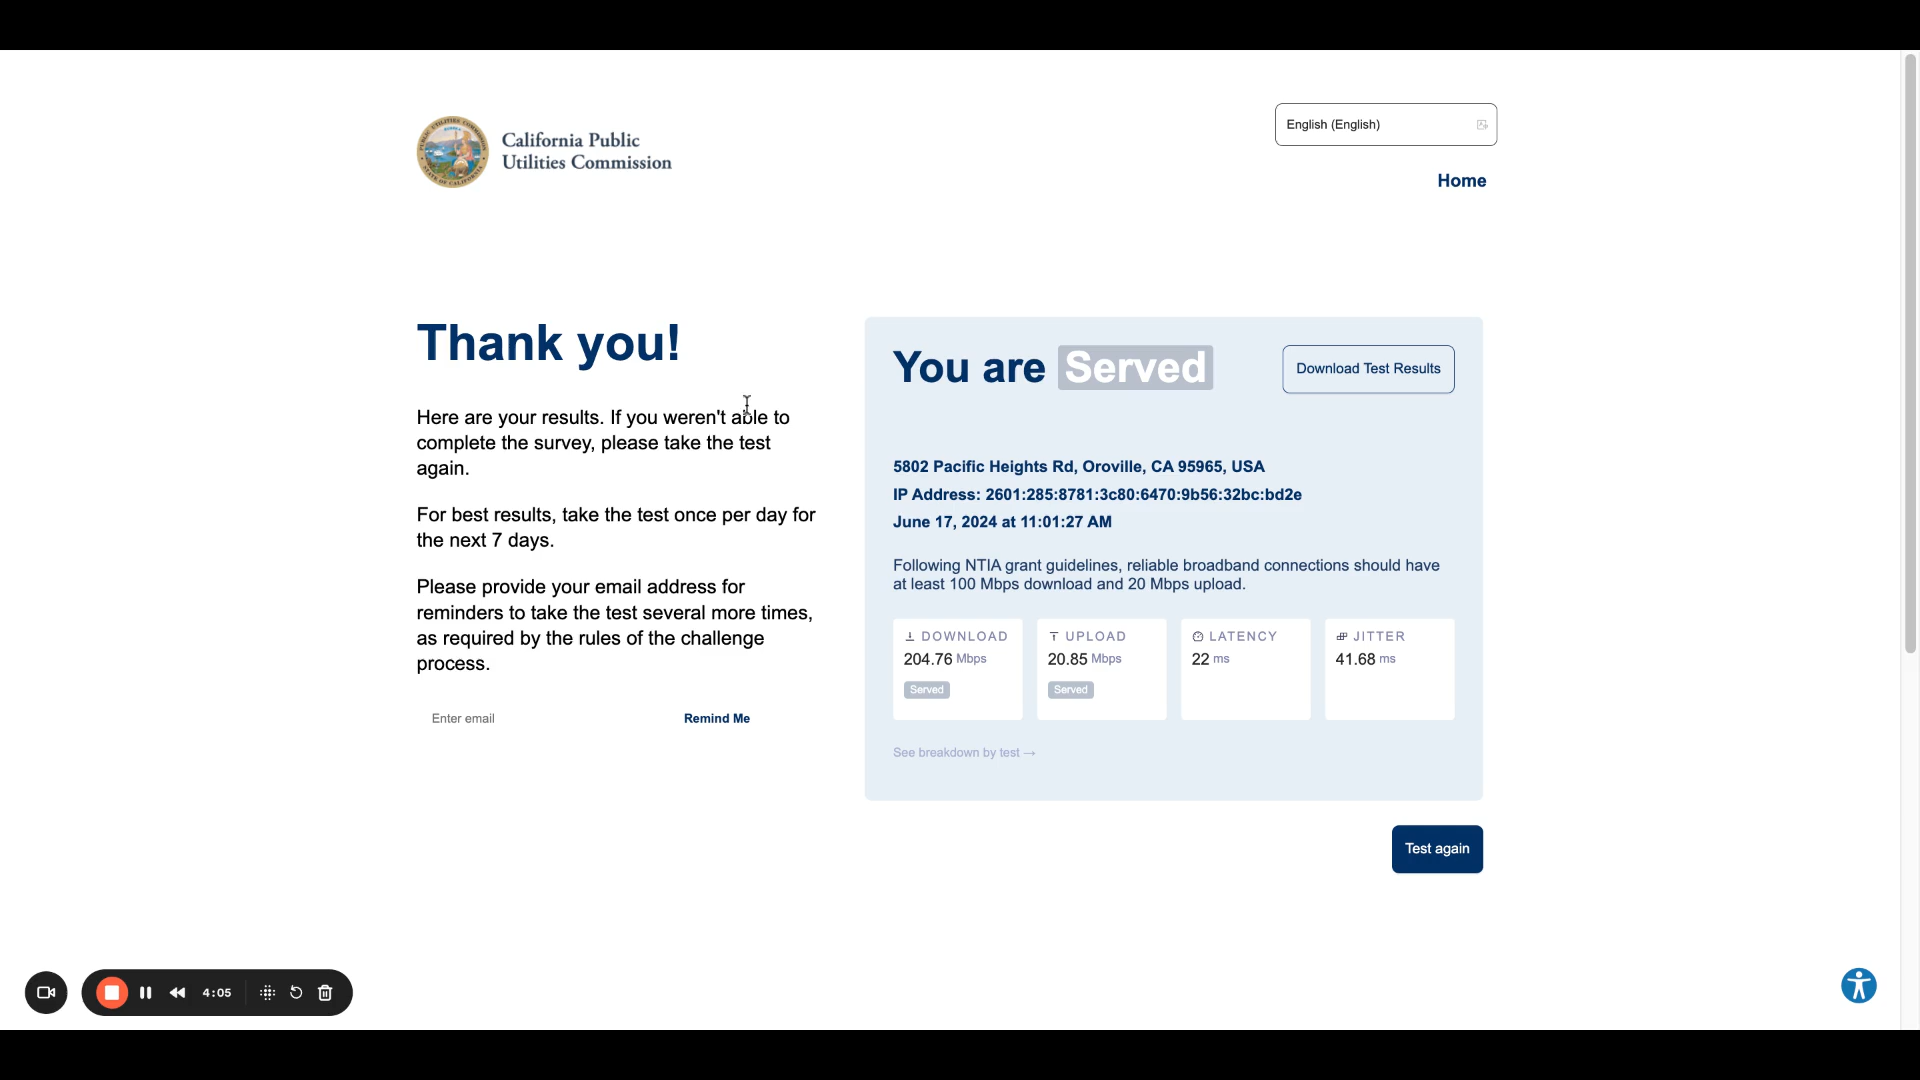 California Public
Utilities Commission
English (English)
Home
Thank you!
Here are your results. If you weren't able to
complete the survey, please take the test
again.
For best results, take the test once per day for
the next 7 days.
Please provide your email address for
reminders to take the test several more times,
as required by the rules of the challenge
process.
Enter email
Remind Me
You are Served
Download Test Results
5802 Pacific Heights Rd, Oroville, CA 95965, USA
IP Address: 2601:285:8781:3c80:6470:9b56:32bc:bd2e
June 17, 2024 at 11:01:27 AM
Following NTIA grant guidelines, reliable broadband connections should have
at least 100 Mbps download and 20 Mbps upload.
DOWNLOAD
204.76 Mbps
Served
UPLOAD
20.85 Mbps
Served
LATENCY
22 ms
JITTER
41.68 ms
See breakdown by test →
Test again
4:05